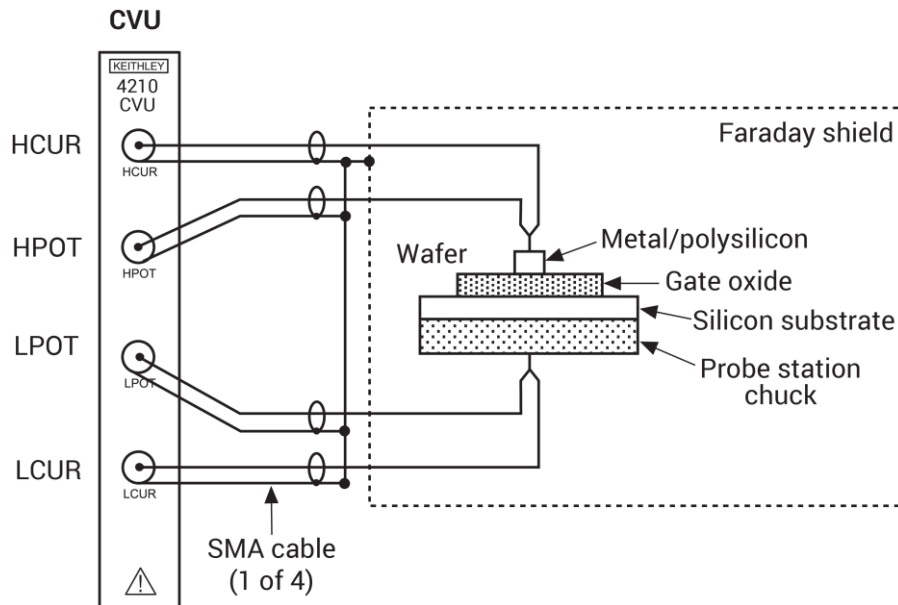 CVU
KEITHLEY
4210
CVU
HCUR
HCUR
Faraday shield
HPOT
HPOT
Wafer
Metal/polysilicon
Gate oxide
Silicon substrate
LPOT
LPOT
Probe station
chuck
LCUR
LCUR
SMA cable
(1 of 4)